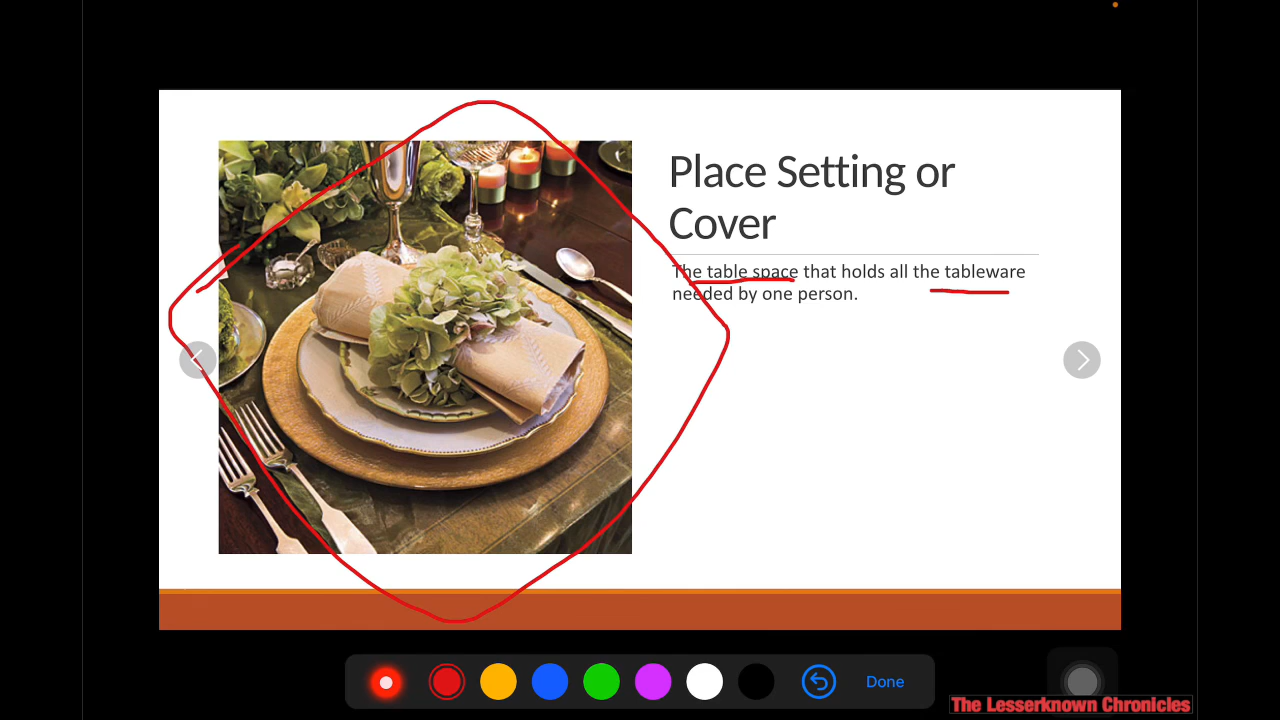 Place Setting or
Cover
The table space that holds all the tableware
needed by one person.
Done
The Lesserknown Chronicles